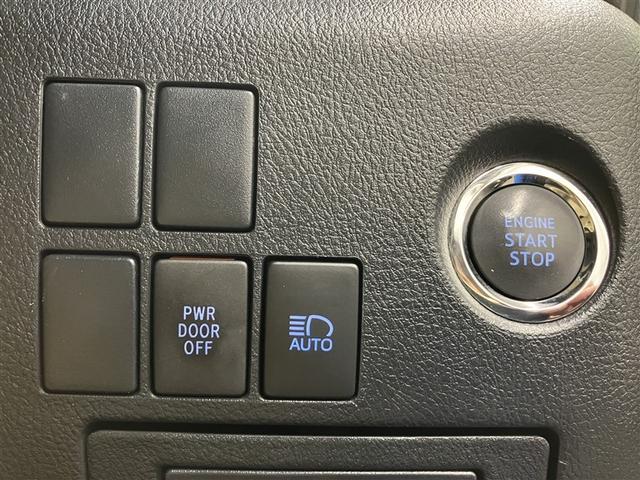 ENGINE
START
STOP
PWR
DOOR
OFF
AUTO